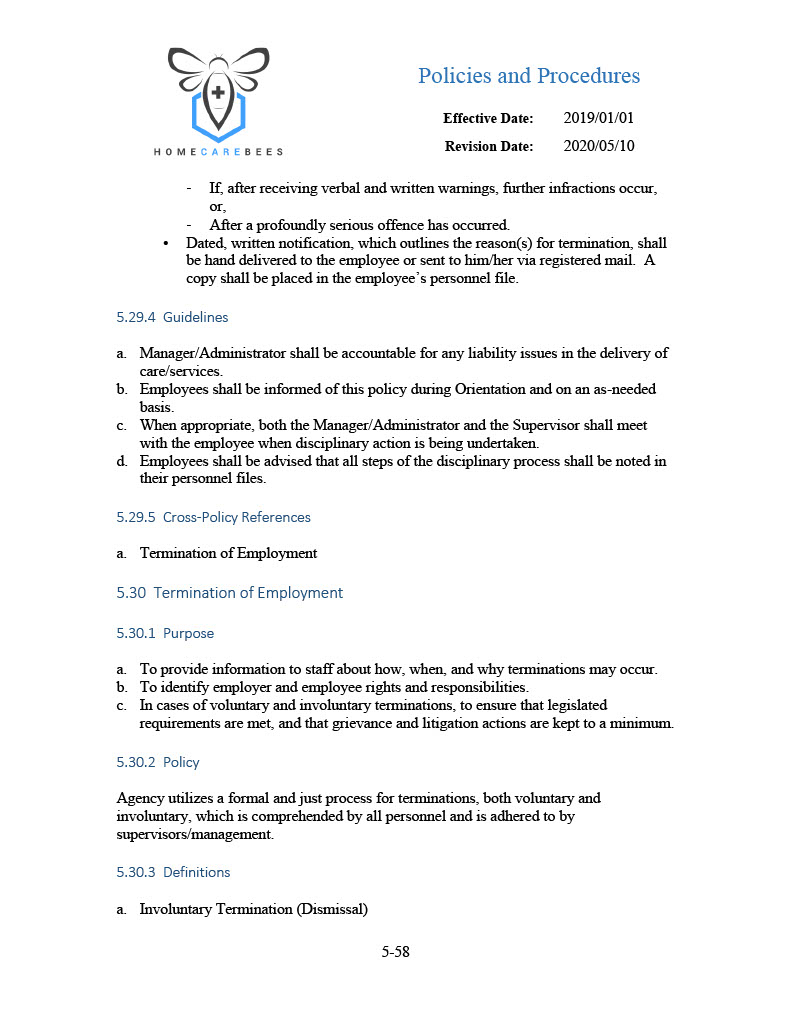 Policies and Procedures
Effective Date: 2019/01/01
Revision Date: 2020/05/10
HOMECAREBEES
- If, after receiving verbal and written warnings, further infractions occur,
or,
- After a profoundly serious offence has occurred.
• Dated, written notification, which outlines the reason(s) for termination, shall
be hand delivered to the employee or sent to him/her via registered mail. A
copy shall be placed in the employee’s personnel file.
5.29.4 Guidelines
a. Manager/Administrator shall be accountable for any liability issues in the delivery of
care/services.
b. Employees shall be informed of this policy during Orientation and on an as-needed
basis.
c. When appropriate, both the Manager/Administrator and the Supervisor shall meet
with the employee when disciplinary action is being undertaken.
d. Employees shall be advised that all steps of the disciplinary process shall be noted in
their personnel files.
5.29.5 Cross-Policy References
a. Termination of Employment
5.30 Termination of Employment
5.30.1 Purpose
a. To provide information to staff about how, when, and why terminations may occur.
b. To identify employer and employee rights and responsibilities.
c. In cases of voluntary and involuntary terminations, to ensure that legislated
requirements are met, and that grievance and litigation actions are kept to a minimum.
5.30.2 Policy
Agency utilizes a formal and just process for terminations, both voluntary and
involuntary, which is comprehended by all personnel and is adhered to by
supervisors/management.
5.30.3 Definitions
a. Involuntary Termination (Dismissal)
5-58